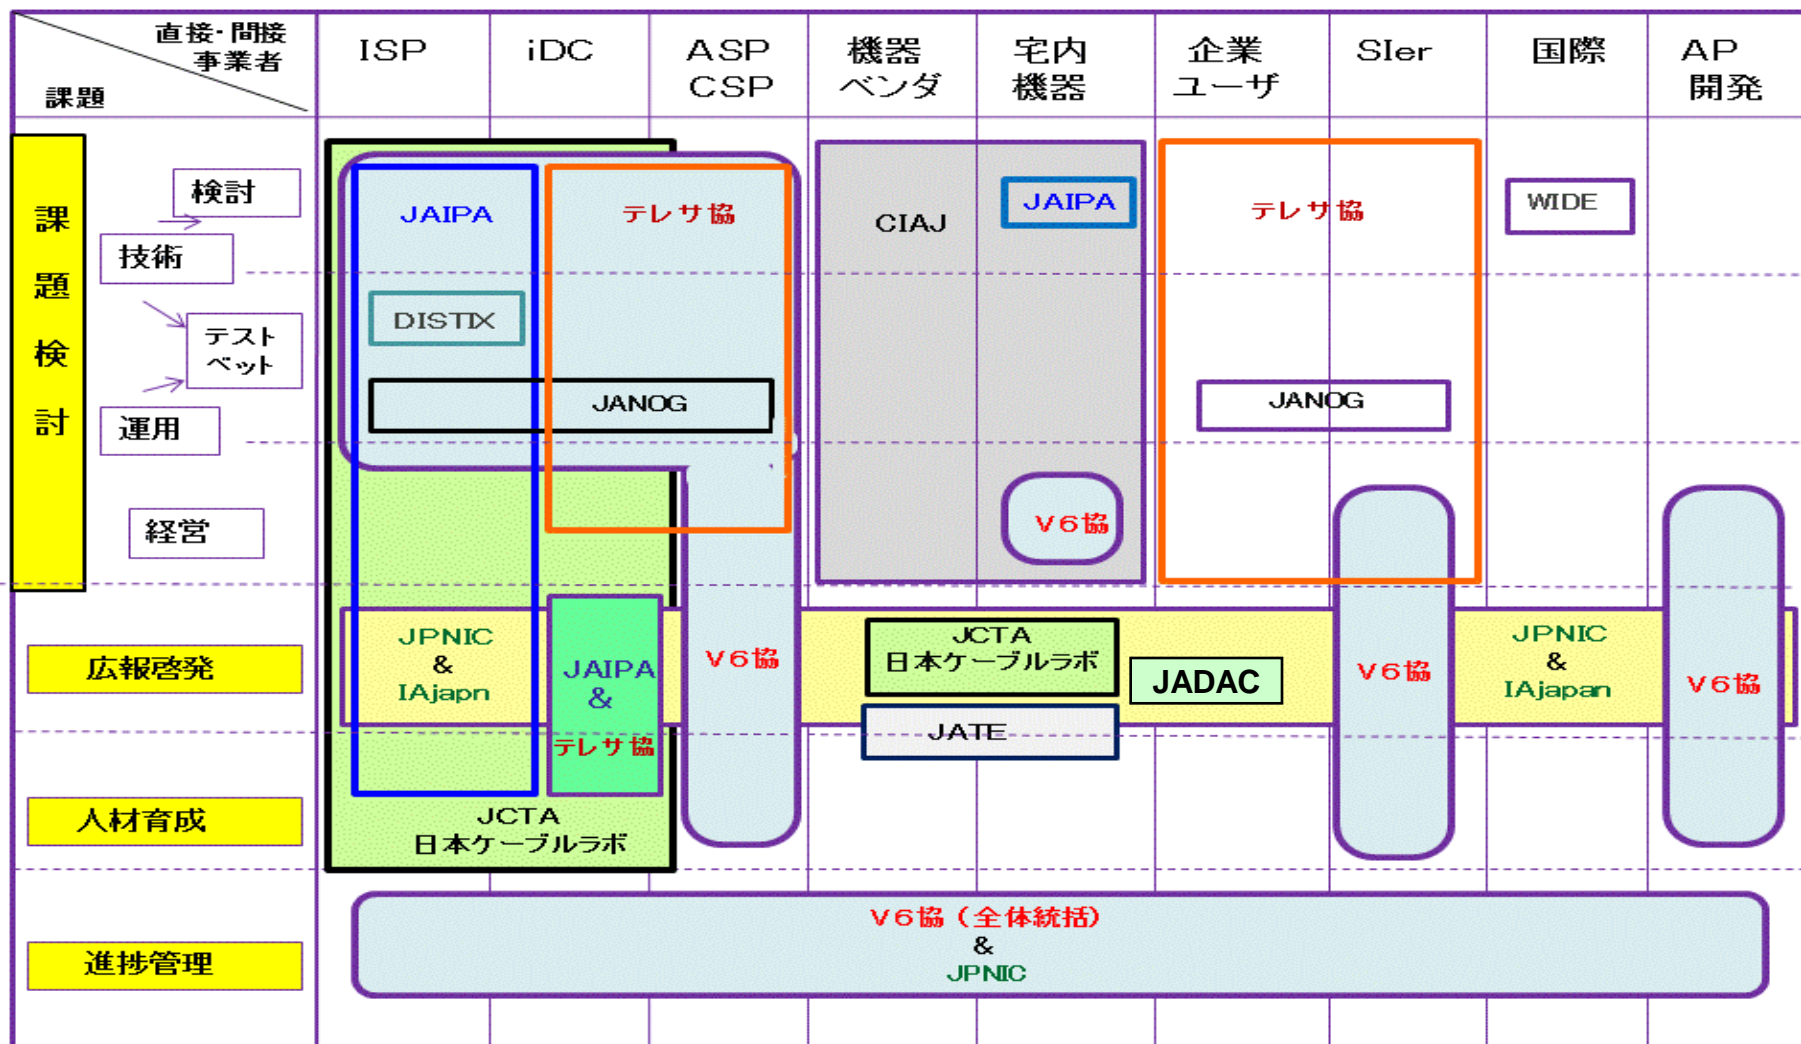 直接・間接
事業者
課題
ISP
iDC
ASP
CSP
機器
ベンダ
宅内
機器
企業
ユーザ
SIer
国際
AP
開発
課題検討
検討
技術
テスト
ベット
運用
経営
JAIPA
テレサ協
DISTIX
JANOG
CIAJ
JAIPA
V6協
テレサ協
JANOG
WIDE
広報啓発
JPNIC
&
IAjapn
JAIPA
&
テレサ協
V6協
JCTA
日本ケーブルラボ
JADAC
JATE
V6協
JPNIC
&
IAjapan
V6協
人材育成
JCTA
日本ケーブルラボ
進捗管理
V6協（全体統括）
&
JPNIC